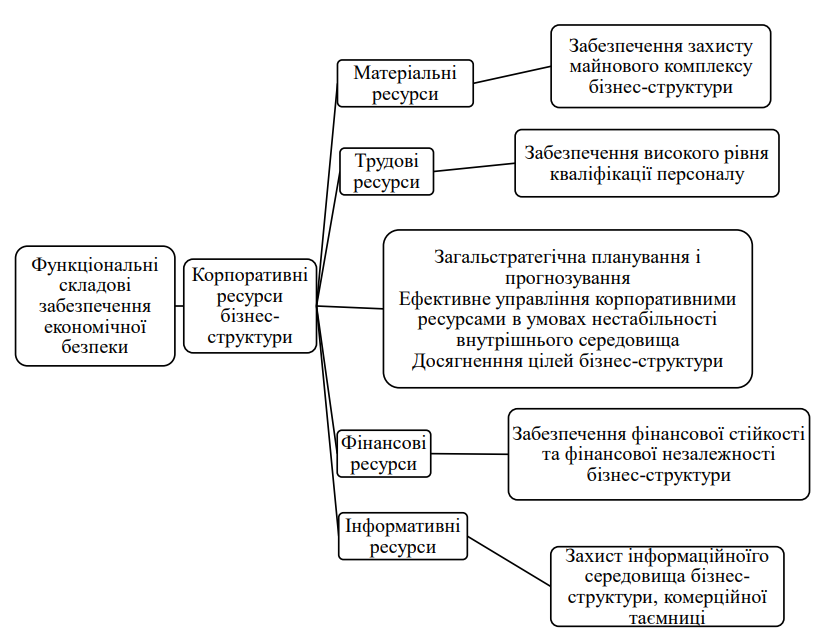 Функціональні
складові
забезпечення
економічної
безпеки
Корпоративні
ресурси
бізнес-
структури
Матеріальні
ресурси
Забезпечення захисту
майнового комплексу
бізнес-структури
Трудові
ресурси
Забезпечення високого рівня
кваліфікації персоналу
Загальстратегічна планування і
прогнозування
Ефективне управління корпоративними
ресурсами в умовах нестабільності
внутрішнього середовища
Досягненння цілей бізнес-структури
Фінансові
ресурси
Забезпечення фінансової стійкості
та фінансової незалежності
бізнес-структури
Інформативні
ресурси
Захист інформаційноїго
середовища бізнес-
структури, комерційної
таємниці